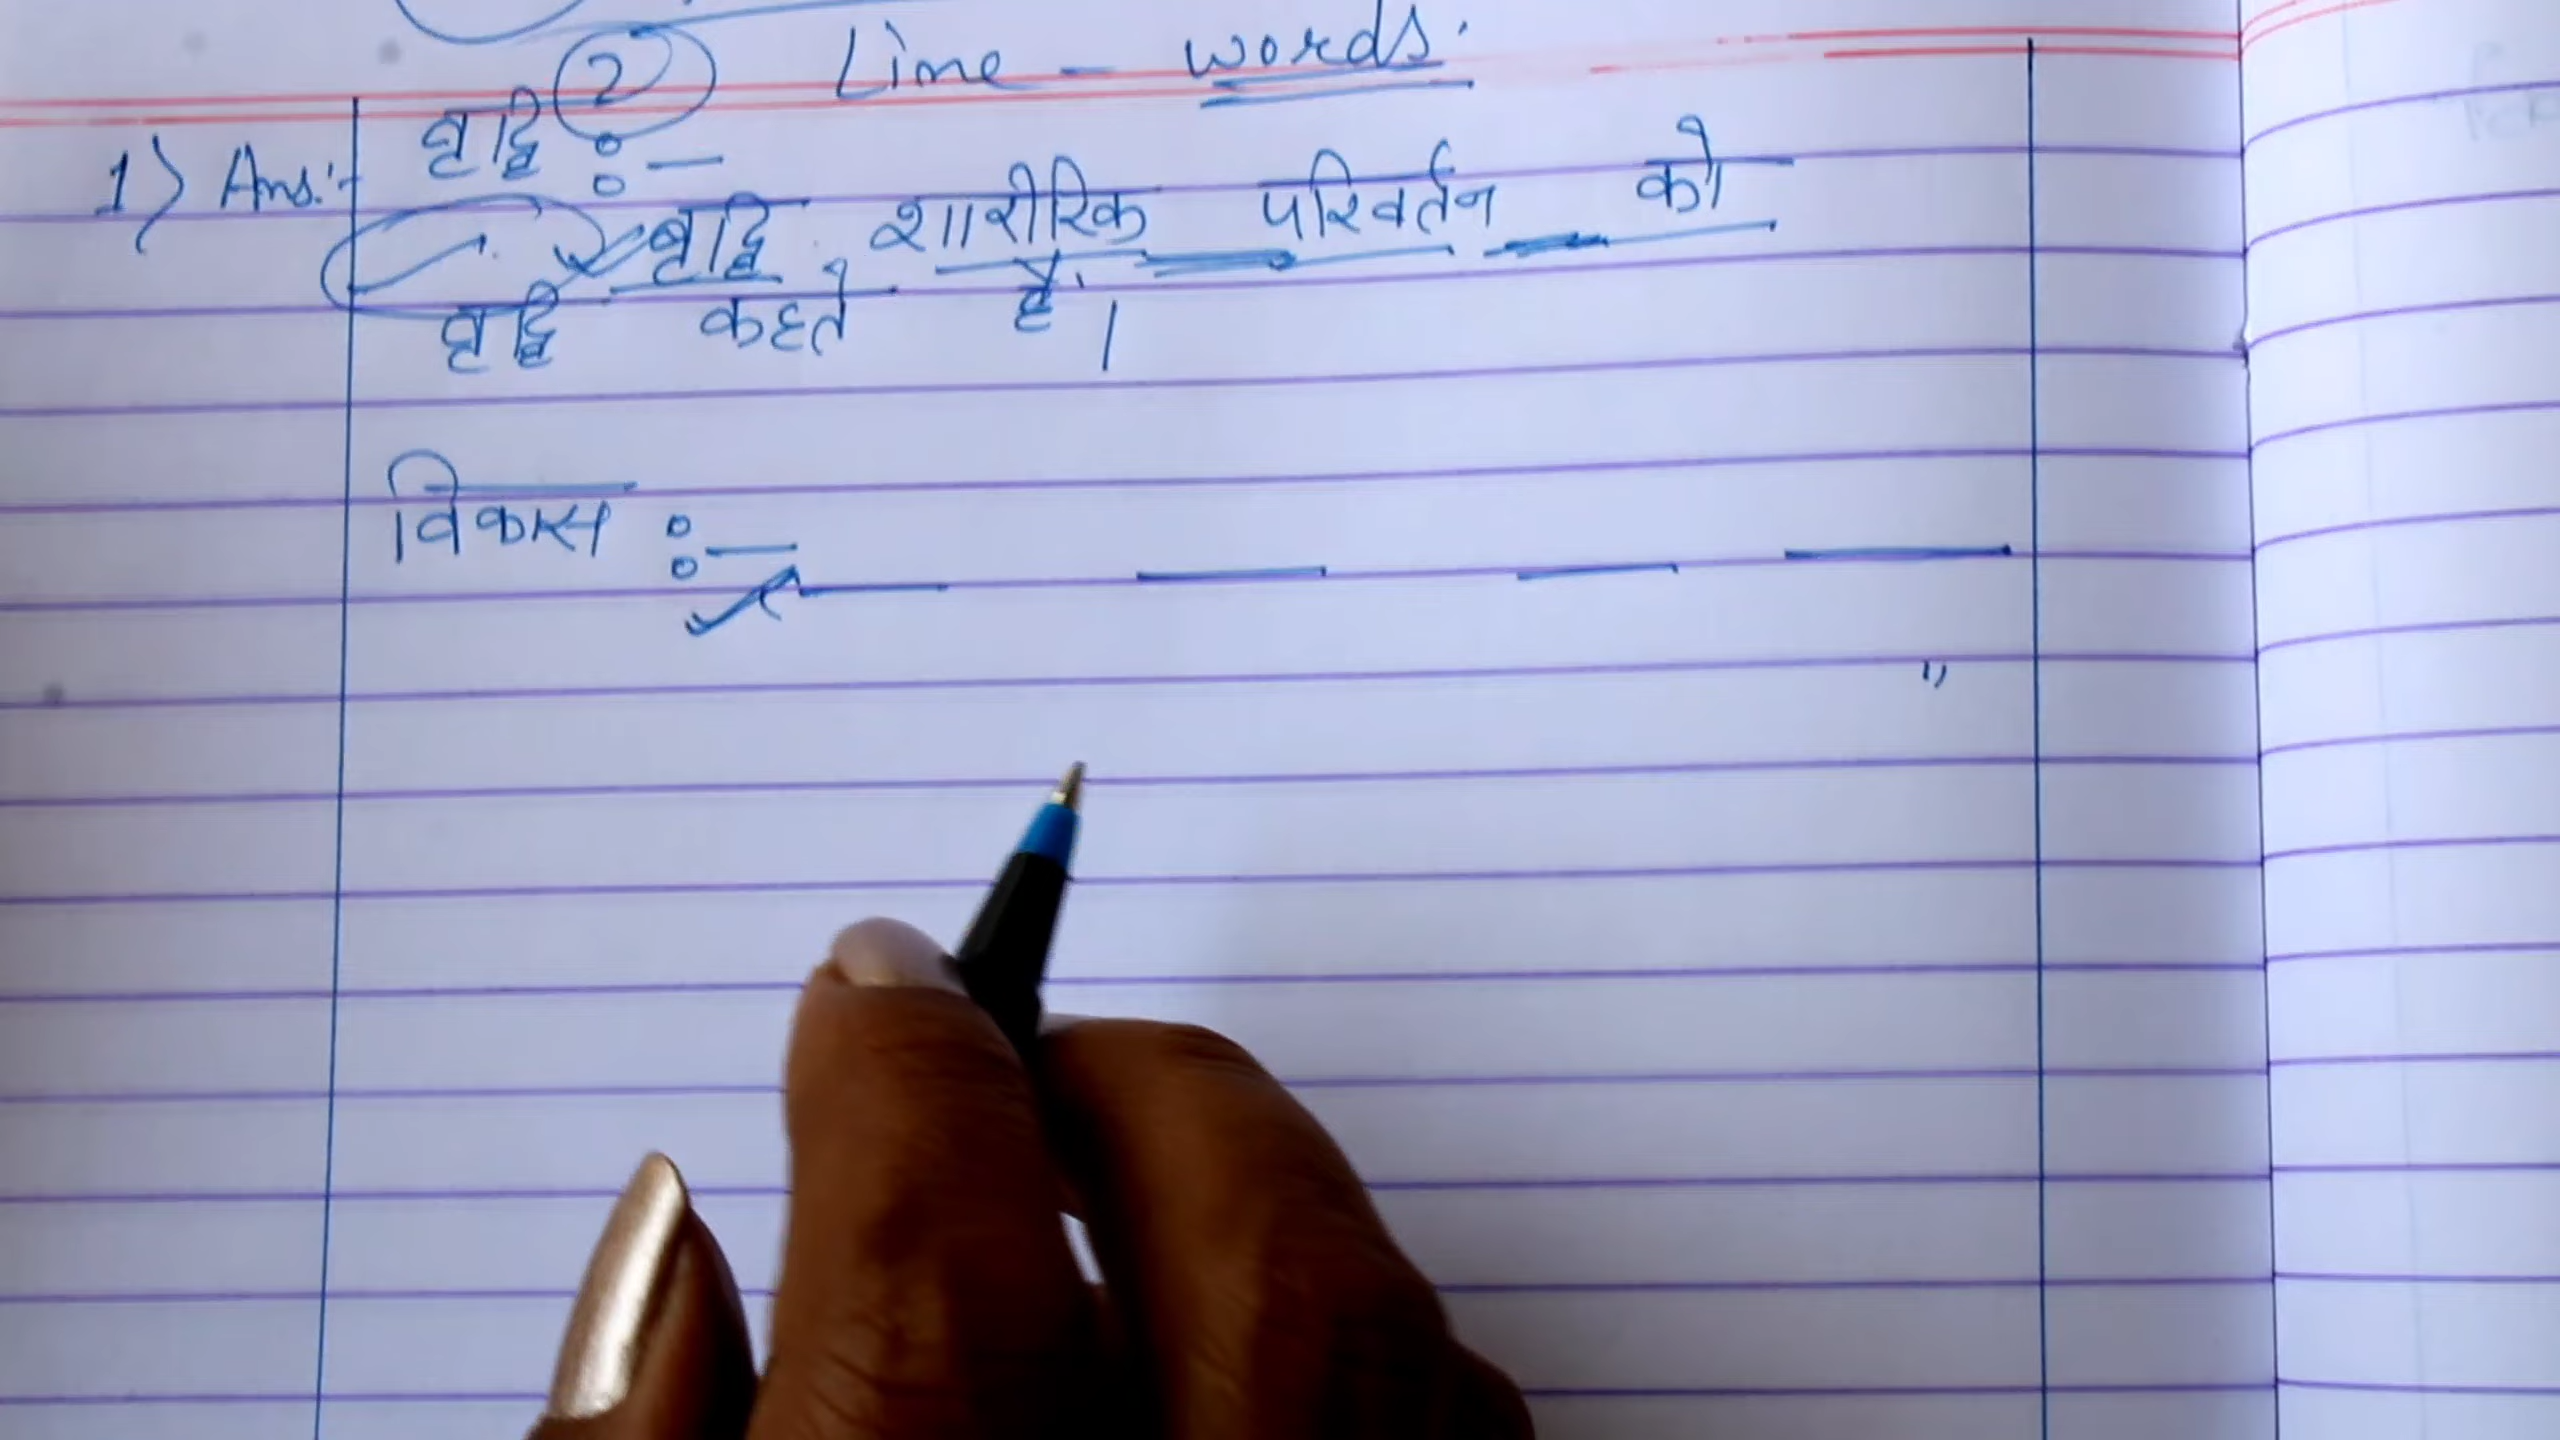 ② Line - words.
1) Ans:- वृद्धि :-
वृद्धि शारीरिक परिवर्तन को
वृद्धि कहते हैं।
विकास :-
"